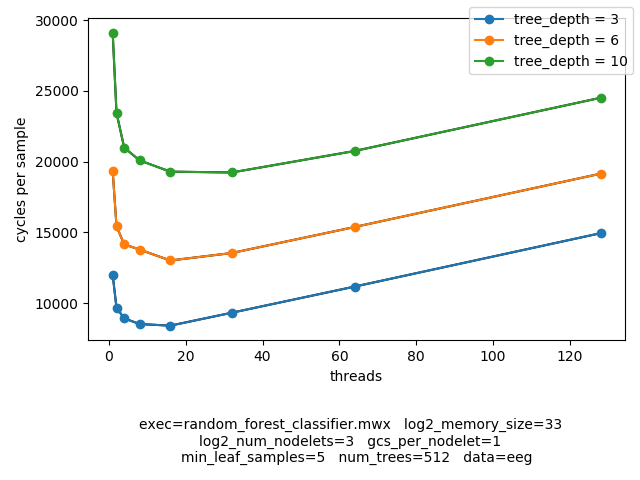 tree_depth = 3
tree_depth = 6
tree_depth = 10
30000
25000
20000
15000
10000
cycles per sample
0 20 40 60 80 100 120
threads
exec=random_forest_classifier.mwx log2_memory_size=33
log2_num_nodelets=3 gcs_per_nodelet=1
min_leaf_samples=5 num_trees=512 data=eeg